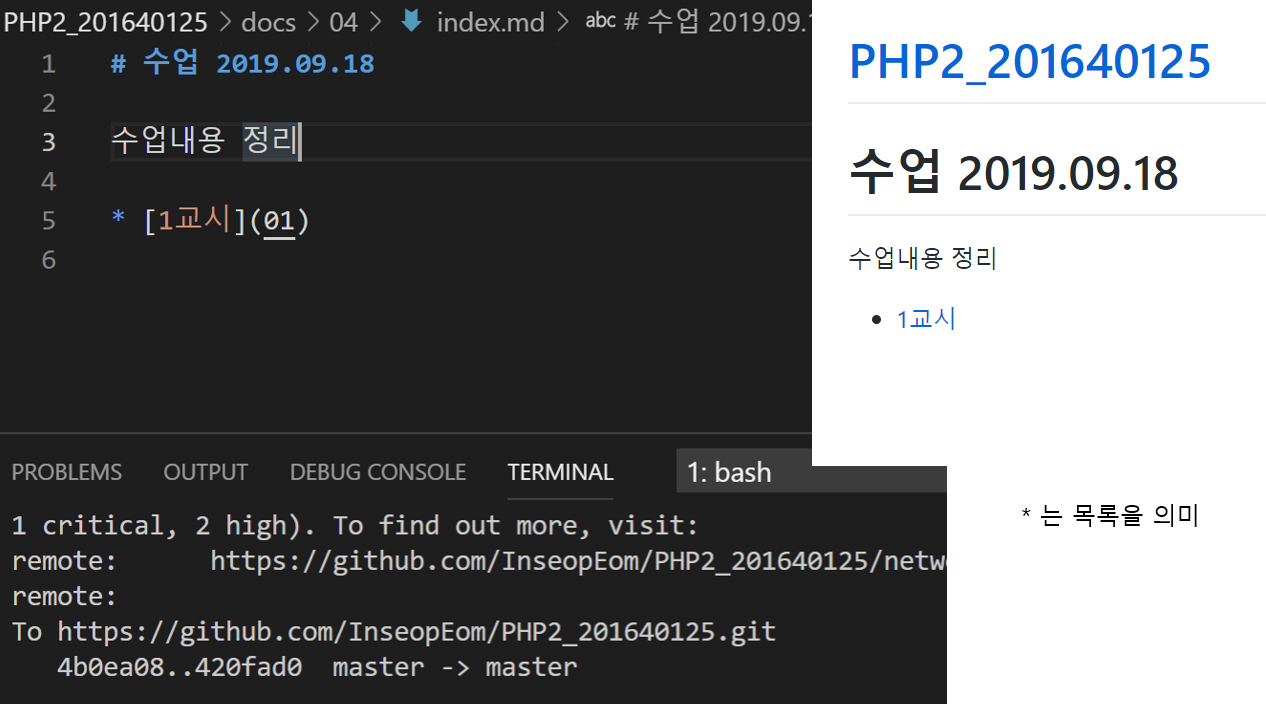 PHP2_201640125 > docs > 04 > index.md > abc # 수업 2019.09.
1 # 수업 2019.09.18
2
3 수업내용 정리
4
5 * [1교시](01)
6
PROBLEMS OUTPUT DEBUG CONSOLE TERMINAL 1: bash
1 critical, 2 high). To find out more, visit:
remote: https://github.com/InseopEom/PHP2_201640125/netw
remote:
To https://github.com/InseopEom/PHP2_201640125.git
4b0ea08..420fad0 master -> master
PHP2_201640125
수업 2019.09.18
수업내용 정리
• 1교시
* 는 목록을 의미